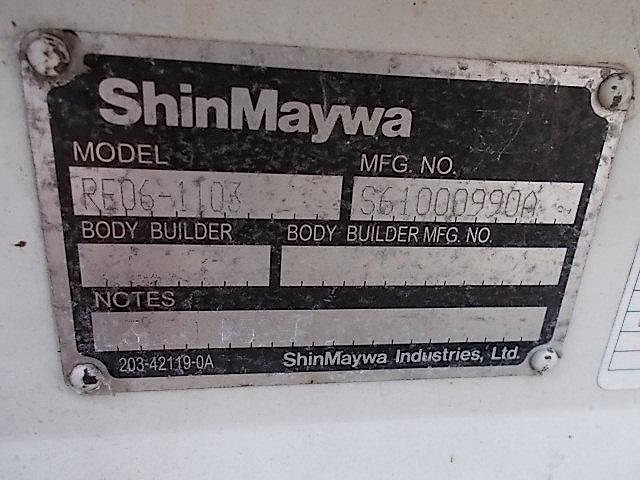 ShinMaywa
MODEL MFG. NO.
RE06-1103 S61000990A
BODY BUILDER BODY BUILDER MFG. NO.
NOTES
203-42119-0A ShinMaywa Industries, Ltd.